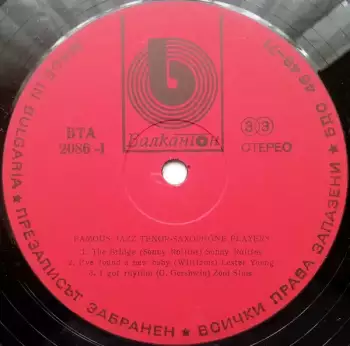 Балкантон
ВТА
2086 -I
33
СТЕРЕО
FAMOUS JAZZ TENOR-SAXOPHONE PLAYERS
1. The bridge (Sonny Rollins) Sonny Rollins
2. I've found a new baby (Williams) Lester Young
3. I got rhythm (G. Gershwin) Zoot Sims
MADE IN BULGARIA ★ ПРЕЗАПИСЪТ ЗАБРАНЕН ★ ВСИЧКИ ПРАВА ЗАПАЗЕНИ ★